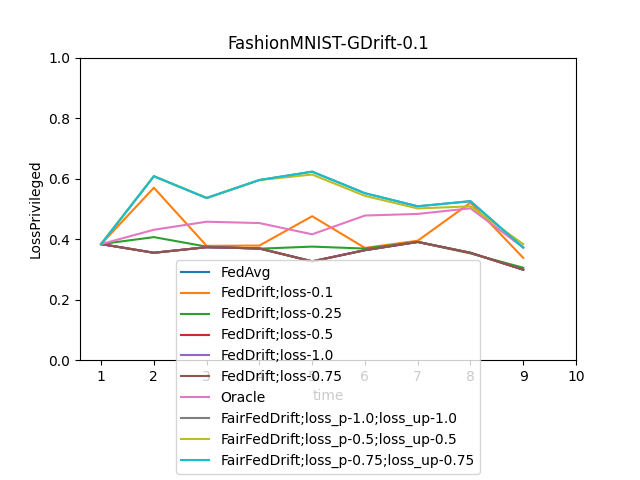 FashionMNIST-GDrift-0.1
LossPrivileged
1.0
0.8
0.6
0.4
0.2
0.0
1 2 3 4 5 6 7 8 9 10
time
FedAvg
FedDrift;loss-0.1
FedDrift;loss-0.25
FedDrift;loss-0.5
FedDrift;loss-1.0
FedDrift;loss-0.75
Oracle
FairFedDrift;loss_p-1.0;loss_up-1.0
FairFedDrift;loss_p-0.5;loss_up-0.5
FairFedDrift;loss_p-0.75;loss_up-0.75